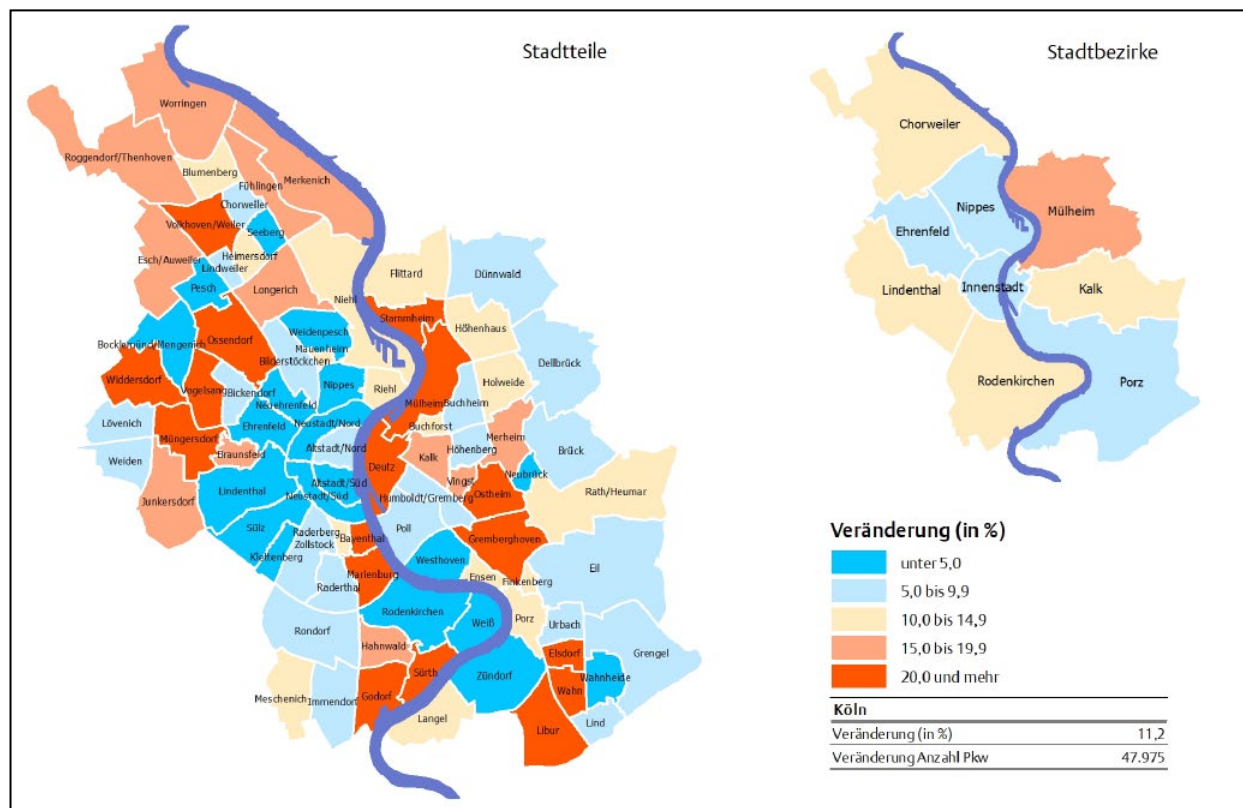 Stadtteile
Stadtbezirke
Worringen
Roggendorf/Thenhoven
Blumenberg
Fühlingen
Merkenich
Chorweiler
Volkhoven/Weiler
Seeberg
Heimersdorf
Esch/Auweiler
Lindweiler
Pesch
Longerich
Niehl
Flittard
Dünnwald
Stammheim
Ossendorf
Weidenpesch
Höhenhaus
Bocklemünd/Mengenich
Mauenheim
Bilderstöckchen
Dellbrück
Widdersdorf
Vogelsang
Bickendorf
Nippes
Riehl
Holweide
Neuehrenfeld
Mülheim
Buchheim
Lövenich
Ehrenfeld
Neustadt/Nord
Buchforst
Müngersdorf
Merheim
Altstadt/Nord
Höhenberg
Brück
Braunsfeld
Kalk
Weiden
Deutz
Vingst
Neubrück
Junkersdorf
Lindenthal
Altstadt/Süd
Neustadt/Süd
Humboldt/Gremberg
Ostheim
Rath/Heumar
Sülz
Raderberg
Zollstock
Bayenthal
Poll
Gremberghoven
Klettenberg
Westhoven
Raderthal
Marienburg
Ensen
Finkenberg
Eil
Rodenkirchen
Weiß
Porz
Urbach
Rondorf
Hahnwald
Elsdorf
Grengel
Sürth
Zündorf
Wahn
Wahnheide
Meschenich
Immendorf
Godorf
Langel
Libur
Lind
Chorweiler
Nippes
Mülheim
Ehrenfeld
Lindenthal
Innenstadt
Kalk
Rodenkirchen
Porz
Veränderung (in %)
unter 5,0
5,0 bis 9,9
10,0 bis 14,9
15,0 bis 19,9
20,0 und mehr
Köln
Veränderung (in %) 11,2
Veränderung Anzahl Pkw 47.975